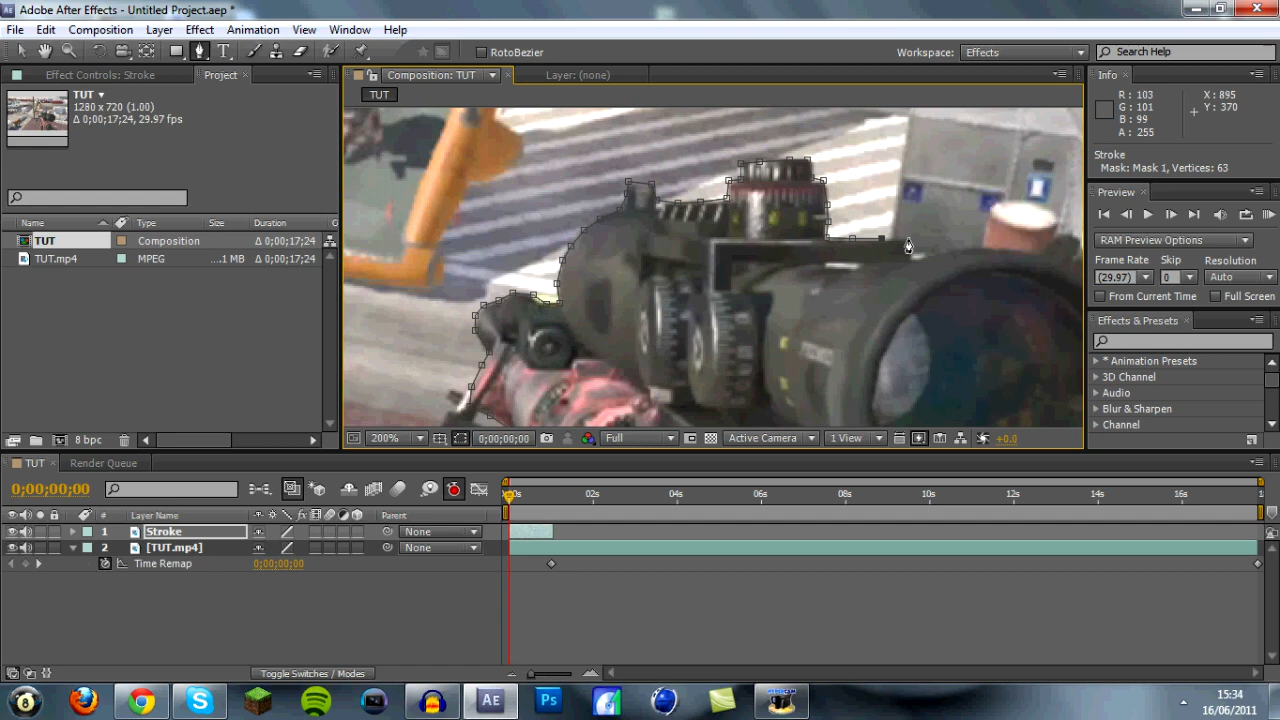 Adobe After Effects - Untitled Project.aep *
File Edit Composition Layer Effect Animation View Window Help
RotoBezier
Workspace: Effects
Search Help
Effect Controls: Stroke
Project
TUT
1280 x 720 (1.00)
Δ 0;00;17;24, 29.97 fps
Name Type Size Duration
TUT Composition Δ 0;00;17;24
TUT.mp4 MPEG ....1 MB Δ 0;00;17;24
8 bpc
Composition: TUT
Layer: (none)
TUT
200% 0;00;00;00 Full Active Camera 1 View +0.0
Info
R : 103
G : 101
B : 99
A : 255
X : 895
Y : 370
Stroke
Mask: Mask 1, Vertices: 63
Preview
RAM Preview Options
Frame Rate Skip Resolution
(29.97) 0 Auto
From Current Time Full Screen
Effects & Presets
* Animation Presets
3D Channel
Audio
Blur & Sharpen
Channel
TUT
Render Queue
0;00;00;00
02s 04s 06s 08s 10s 12s 14s 16s
# Layer Name Parent
1 Stroke None
2 [TUT.mp4] None
Time Remap 0;00;00;00
Toggle Switches / Modes
8
AE
Ps
15:34
16/06/2011